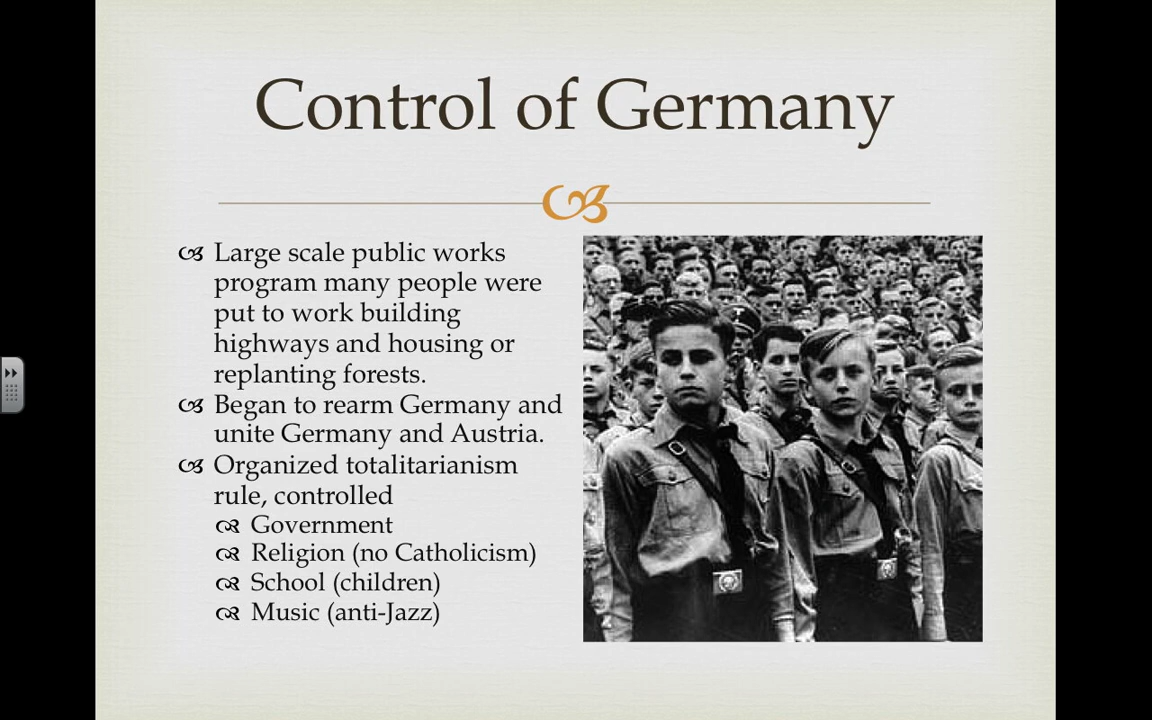 Control of Germany
Large scale public works
program many people were
put to work building
highways and housing or
replanting forests.
Began to rearm Germany and
unite Germany and Austria.
Organized totalitarianism
rule, controlled
Government
Religion (no Catholicism)
School (children)
Music (anti-Jazz)